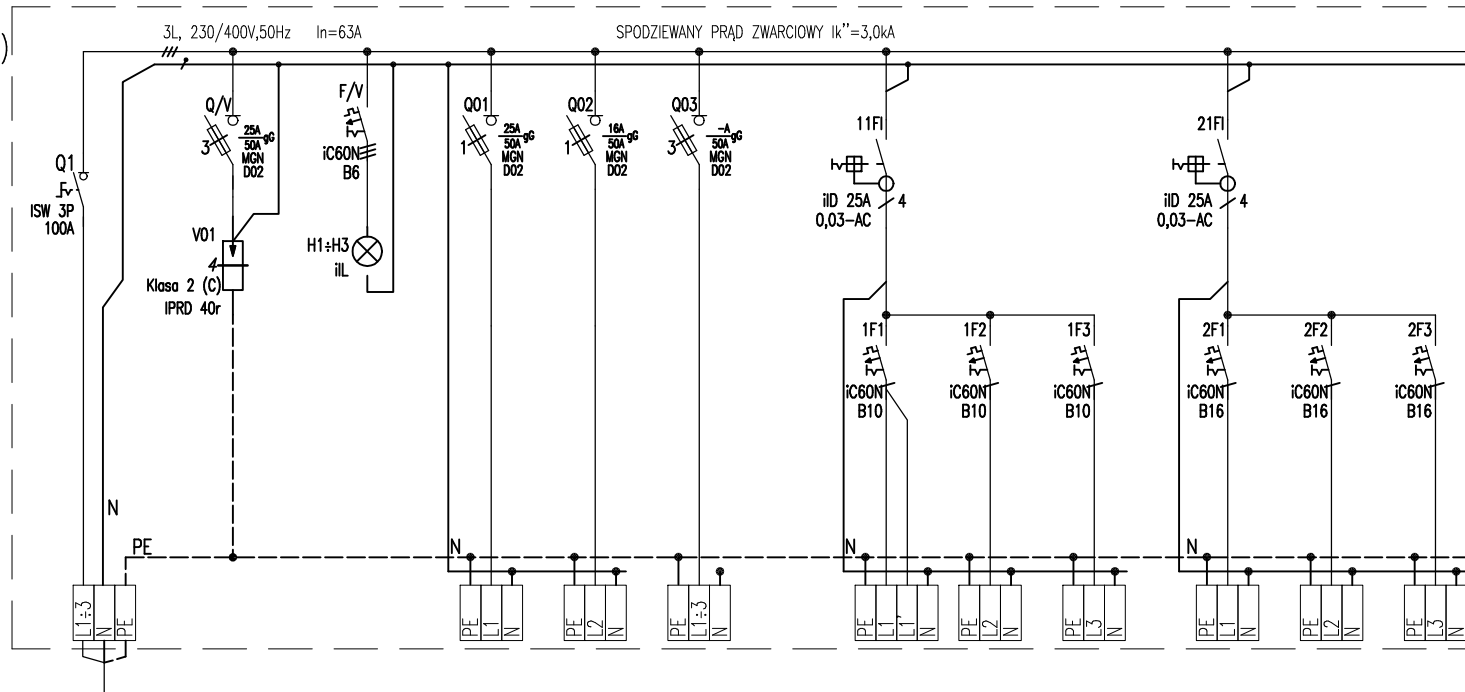 )
3L, 230/400V,50Hz In=63A
SPODZIEWANY PRĄD ZWARCIOWY Ik”=3,0kA
Q1
ISW 3P
100A
Q/V
3
25A
50A
gG
MGN
D02
V01
4
Klasa 2 (C)
IPRD 40r
F/V
iC60N
B6
H1÷H3
iIL
Q01
1
25A
50A
gG
MGN
D02
Q02
1
16A
50A
gG
MGN
D02
Q03
3
-A
50A
gG
MGN
D02
11FI
iID 25A
0,03-AC
4
21FI
iID 25A
0,03-AC
4
1F1
iC60N
B10
1F2
iC60N
B10
1F3
iC60N
B10
2F1
iC60N
B16
2F2
iC60N
B16
2F3
iC60N
B16
N
PE
N
N
N
L1÷3
N
PE
PE
L1
N
PE
L2
N
PE
L1÷3
N
PE
L1
L1'
N
PE
L2
N
PE
L3
N
PE
L1
N
PE
L2
N
PE
L3
N